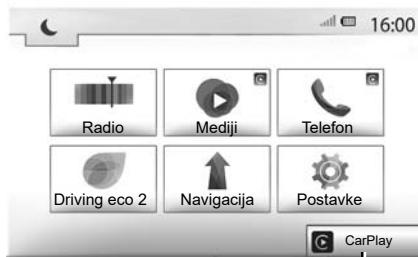 16:00
Radio Mediji Telefon
Driving eco 2 Navigacija Postavke
CarPlay